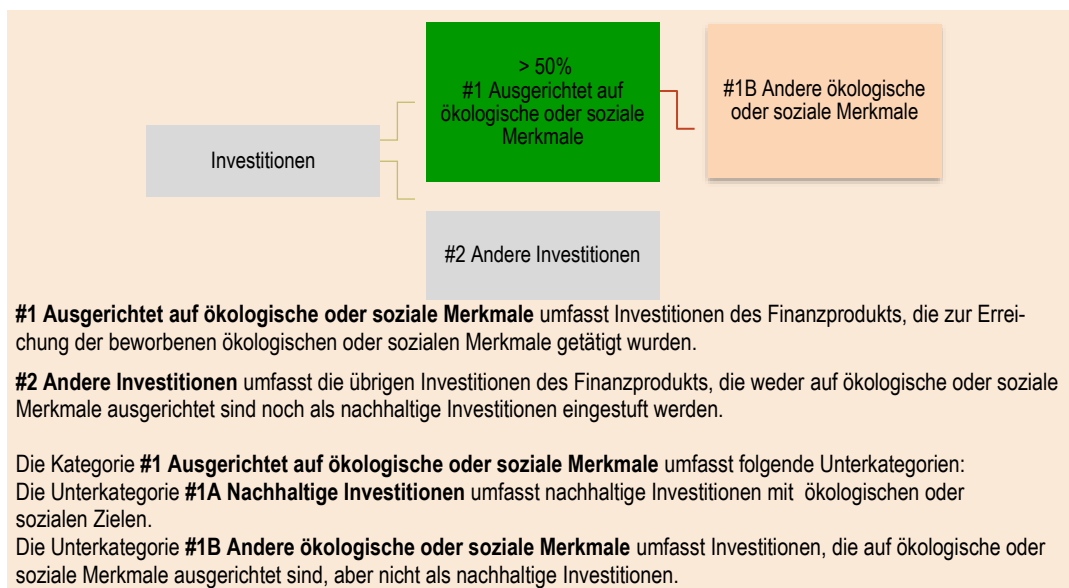 > 50%
#1 Ausgerichtet auf
ökologische oder soziale
Merkmale
#1B Andere ökologische
oder soziale Merkmale
Investitionen
#2 Andere Investitionen
#1 Ausgerichtet auf ökologische oder soziale Merkmale umfasst Investitionen des Finanzprodukts, die zur Errei-
chung der beworbenen ökologischen oder sozialen Merkmale getätigt wurden.
#2 Andere Investitionen umfasst die übrigen Investitionen des Finanzprodukts, die weder auf ökologische oder soziale
Merkmale ausgerichtet sind noch als nachhaltige Investitionen eingestuft werden.
Die Kategorie #1 Ausgerichtet auf ökologische oder soziale Merkmale umfasst folgende Unterkategorien:
Die Unterkategorie #1A Nachhaltige Investitionen umfasst nachhaltige Investitionen mit ökologischen oder
sozialen Zielen.
Die Unterkategorie #1B Andere ökologische oder soziale Merkmale umfasst Investitionen, die auf ökologische oder
soziale Merkmale ausgerichtet sind, aber nicht als nachhaltige Investitionen.